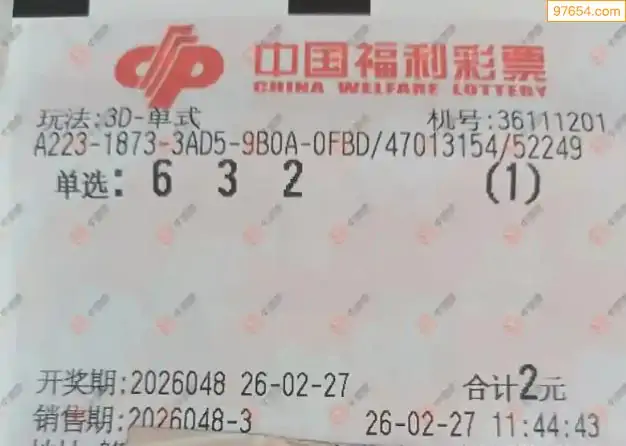 97654.com
中国福利彩票
CHINA WELFARE LOTTERY
玩法:3D-单式 机号:36111201
A223-1873-3AD5-9B0A-0FBD/47013154/52249
单选: 6 3 2 (1)
开奖期:2026048 26-02-27 合计2元
销售期:2026048-3 26-02-27 11:44:43